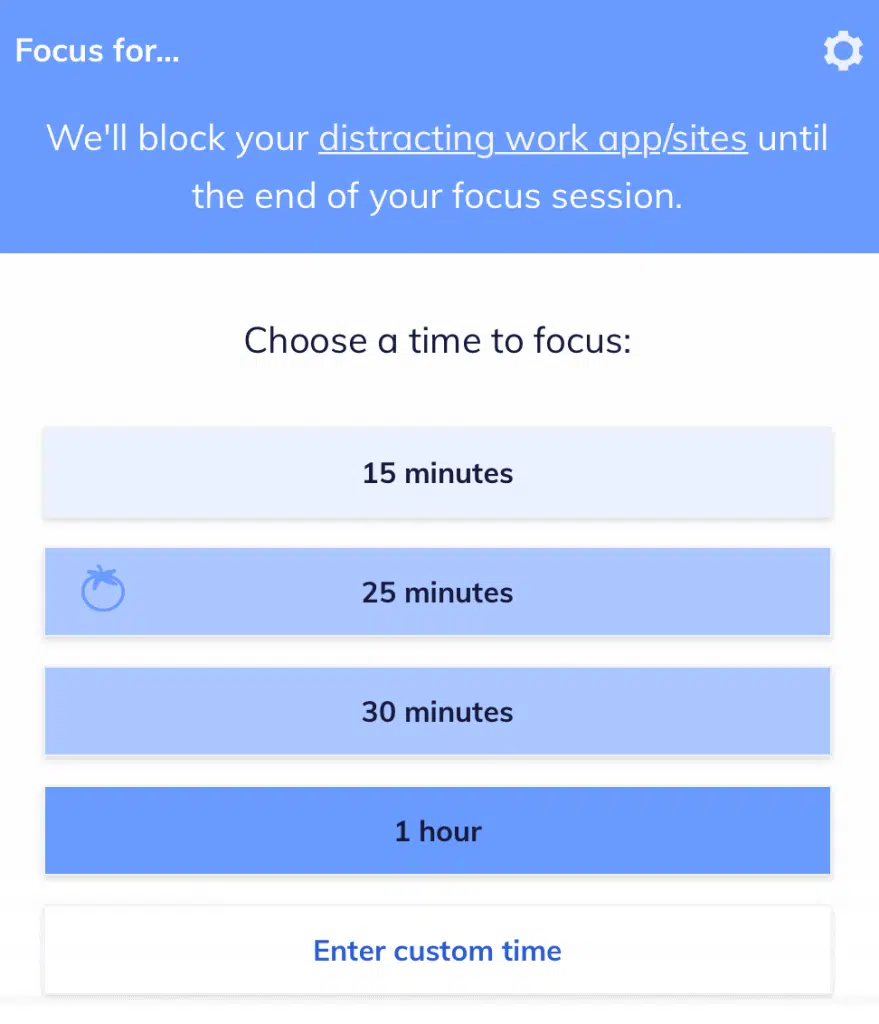 Focus for...
We'll block your distracting work app/sites until
the end of your focus session.
Choose a time to focus:
15 minutes
25 minutes
30 minutes
1 hour
Enter custom time